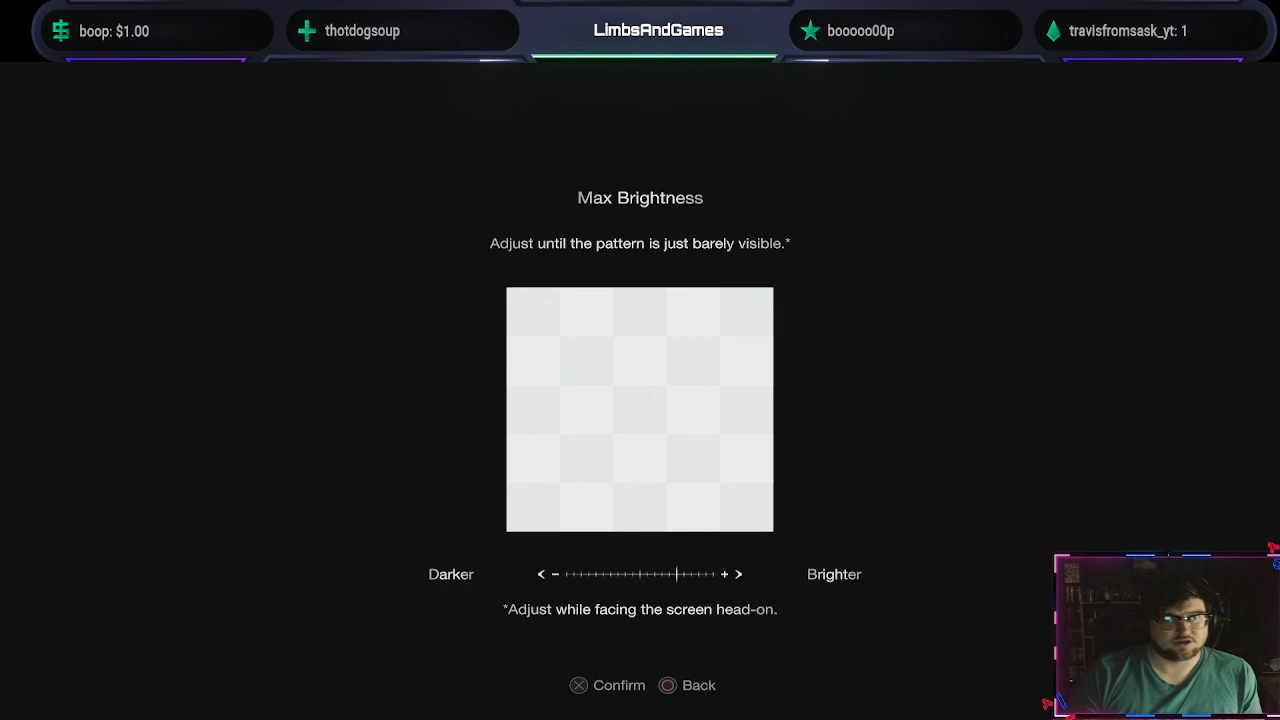 boop: $1.00
thotdogsoup
LimbsAndGames
booooo00p
travisfromsask_yt: 1
Max Brightness
Adjust until the pattern is just barely visible.*
Darker
Brighter
*Adjust while facing the screen head-on.
Confirm
Back